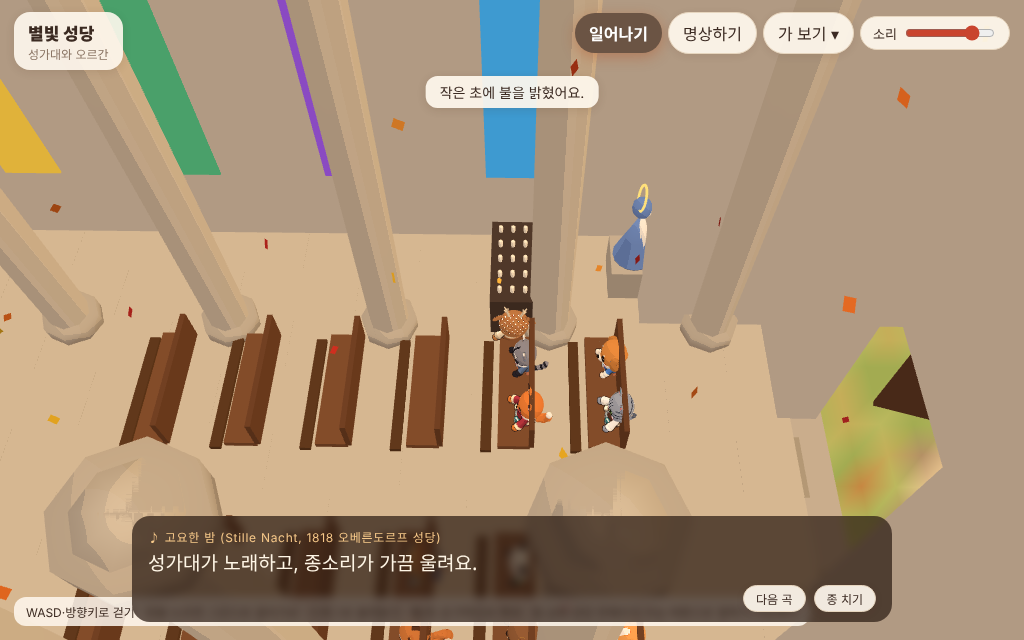 별빛 성당
성가대와 오르간
일어나기
명상하기
가 보기 ▾
소리
작은 초에 불을 밝혔어요.
♪ 고요한 밤 (Stille Nacht, 1818 오베른도르프 성당)
성가대가 노래하고, 종소리가 가끔 울려요.
다음 곡
종 치기
WASD·방향키로 걷기